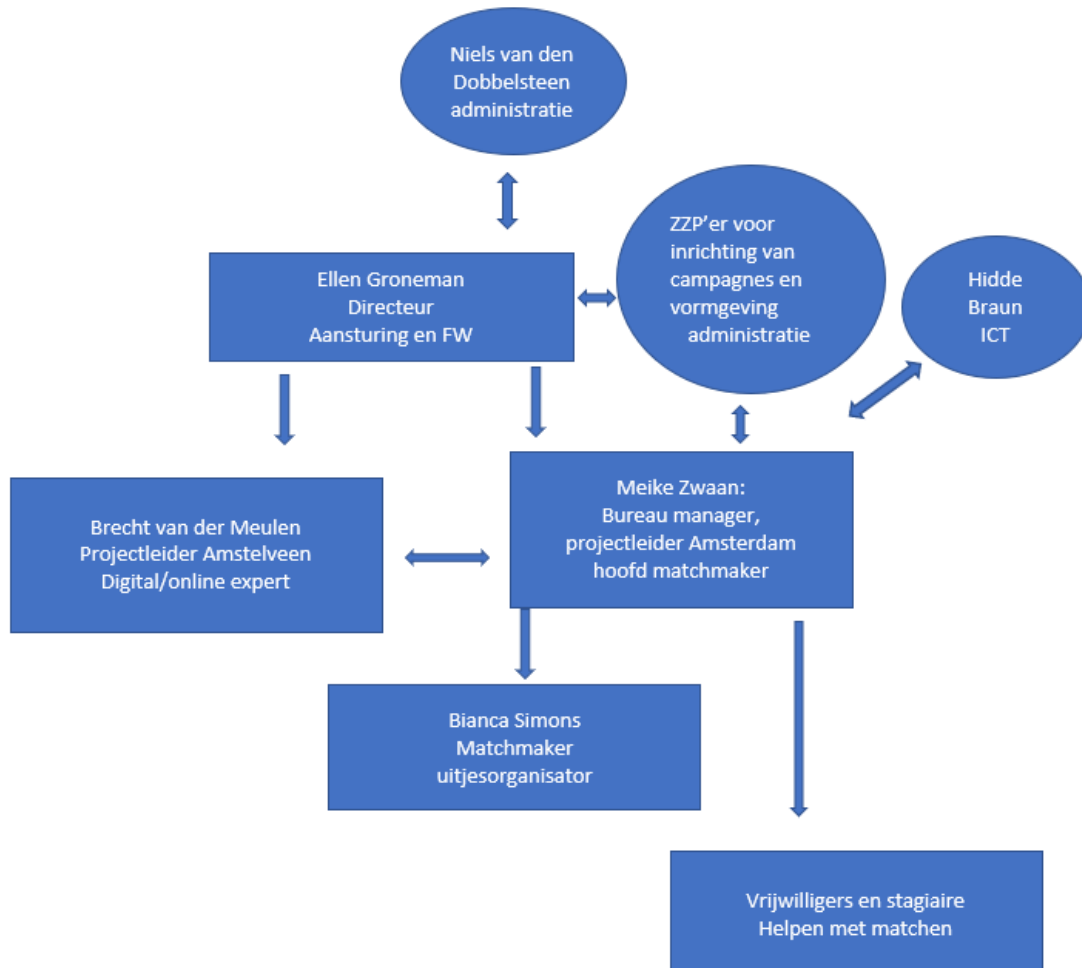 Niels van den
Dobbelsteen
administratie
ZZP'er voor
inrichting van
campagnes en
vormgeving
administratie
Ellen Groneman
Directeur
Aansturing en FW
Hidde
Braun
ICT
Brecht van der Meulen
Projectleider Amstelveen
Digital/online expert
Meike Zwaan:
Bureau manager,
projectleider Amsterdam
hoofd matchmaker
Bianca Simons
Matchmaker
uitjesorganisator
Vrijwilligers en stagiaire
Helpen met matchen